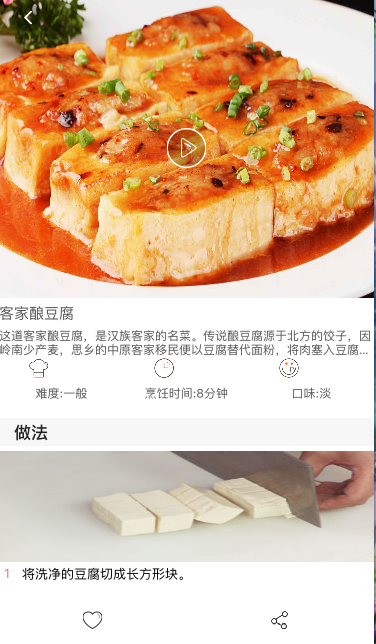 客家酿豆腐
这道客家酿豆腐，是汉族客家的名菜。传说酿豆腐源于北方的饺子，因
岭南少产麦，思乡的中原客家移民便以豆腐替代面粉，将肉塞入豆腐...
难度:一般 烹饪时间:8分钟 口味:淡
做法
1 将洗净的豆腐切成长方形块。